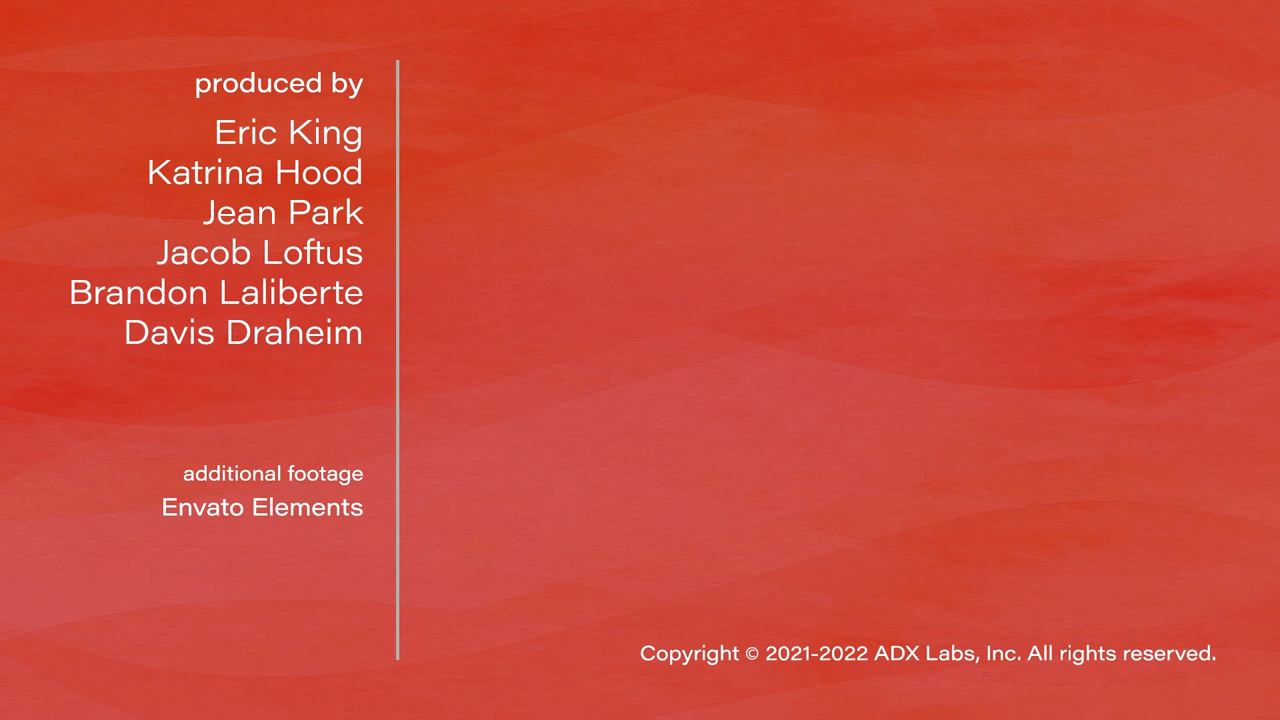 produced by
Eric King
Katrina Hood
Jean Park
Jacob Loftus
Brandon Laliberte
Davis Draheim
additional footage
Envato Elements
Copyright © 2021-2022 ADX Labs, Inc. All rights reserved.